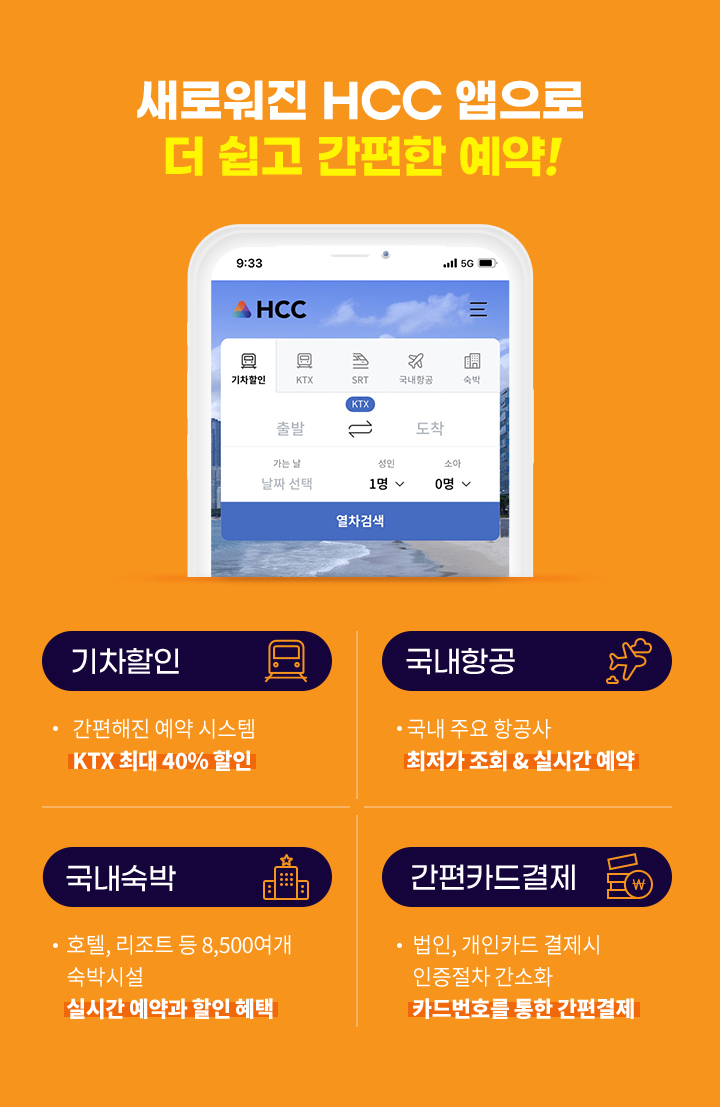 새로워진 HCC 앱으로
더 쉽고 간편한 예약!
9:33
5G
HCC
기차할인 KTX SRT 국내항공 숙박
KTX
출발 도착
가는 날 성인 소아
날짜 선택 1명 0명
열차검색
기차할인
• 간편해진 예약 시스템
KTX 최대 40% 할인
국내항공
• 국내 주요 항공사
최저가 조회 & 실시간 예약
국내숙박
• 호텔, 리조트 등 8,500여개
숙박시설
실시간 예약과 할인 혜택
간편카드결제
₩
• 법인, 개인카드 결제시
인증절차 간소화
카드번호를 통한 간편결제